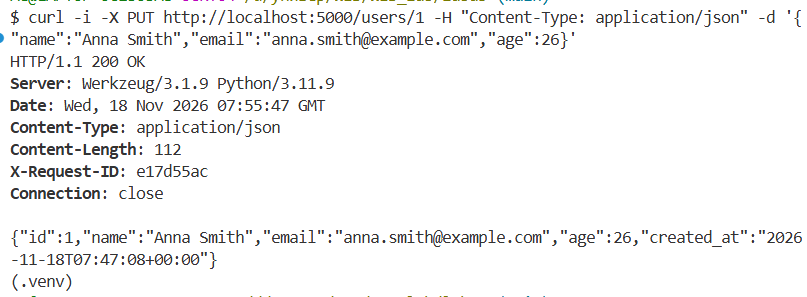 $ curl -i -X PUT http://localhost:5000/users/1 -H "Content-Type: application/json" -d '{
"name":"Anna Smith","email":"anna.smith@example.com","age":26}'
HTTP/1.1 200 OK
Server: Werkzeug/3.1.9 Python/3.11.9
Date: Wed, 18 Nov 2026 07:55:47 GMT
Content-Type: application/json
Content-Length: 112
X-Request-ID: e17d55ac
Connection: close

{"id":1,"name":"Anna Smith","email":"anna.smith@example.com","age":26,"created_at":"2026
-11-18T07:47:08+00:00"}
(.venv)